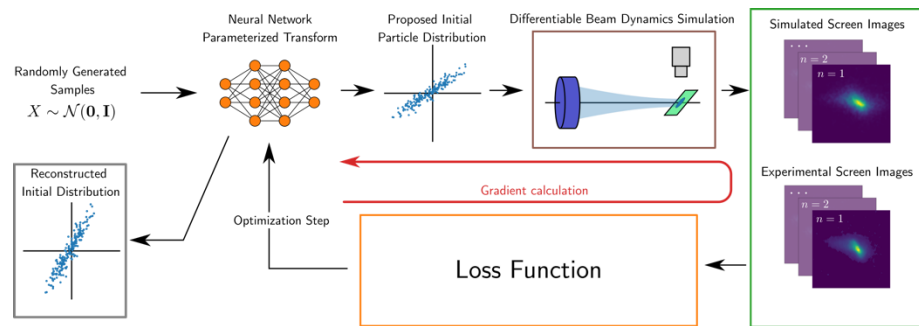 Randomly Generated
Samples
X ∼ 𝒩(𝟎, 𝐈)
Neural Network
Parameterized Transform
Proposed Initial
Particle Distribution
Differentiable Beam Dynamics Simulation
Simulated Screen Images
...
n = 2
n = 1
Reconstructed
Initial Distribution
Optimization Step
Gradient calculation
Loss Function
Experimental Screen Images
...
n = 2
n = 1